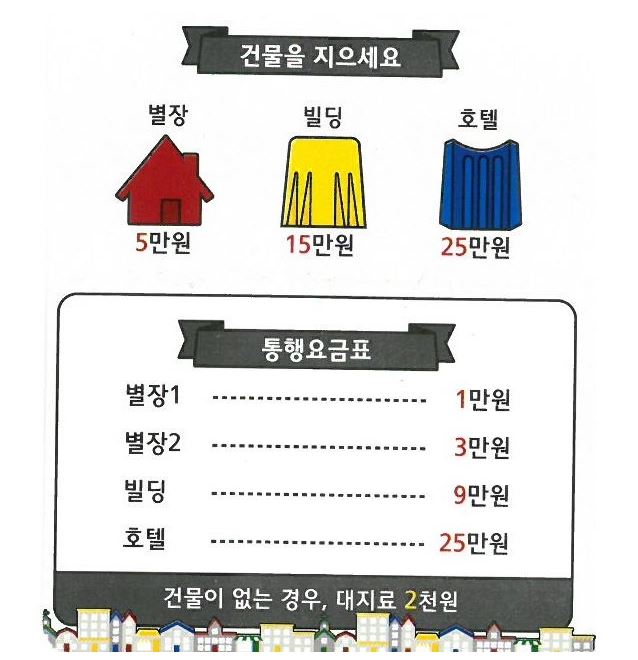 건물을 지으세요
별장 빌딩 호텔
5만원 15만원 25만원
통행요금표
별장1 1만원
별장2 3만원
빌딩 9만원
호텔 25만원
건물이 없는 경우, 대지료 2천원